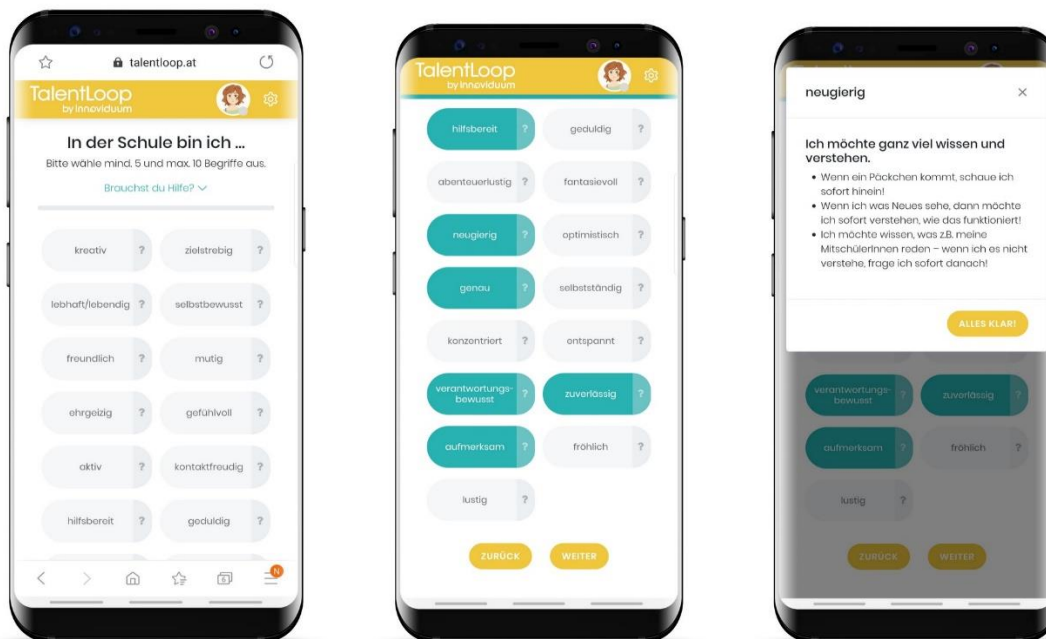 talentloop.at
TalentLoop
by Innoviduum
In der Schule bin ich ...
Bitte wähle mind. 5 und max. 10 Begriffe aus.
Brauchst du Hilfe?
kreativ ?
zielstrebig ?
lebhaft/lebendig ?
selbstbewusst ?
freundlich ?
mutig ?
ehrgeizig ?
gefühlvoll ?
aktiv ?
kontaktfreudig ?
hilfsbereit ?
geduldig ?
N
TalentLoop
by Innoviduum
hilfsbereit ?
geduldig ?
abenteuerlustig ?
fantasievoll ?
neugierig ?
optimistisch ?
genau ?
selbstständig ?
konzentriert ?
entspannt ?
verantwortungs-
bewusst ?
zuverlässig ?
aufmerksam ?
fröhlich ?
lustig ?
ZURÜCK
WEITER
neugierig
Ich möchte ganz viel wissen und
verstehen.
• Wenn ein Päckchen kommt, schaue ich
sofort hinein!
• Wenn ich was Neues sehe, dann möchte
ich sofort verstehen, wie das funktioniert!
• Ich möchte wissen, was z.B. meine
MitschülerInnen reden – wenn ich es nicht
verstehe, frage ich sofort danach!
ALLES KLAR!
verantwortungs-
bewusst ?
zuverlässig ?
aufmerksam ?
fröhlich ?
lustig ?
ZURÜCK
WEITER